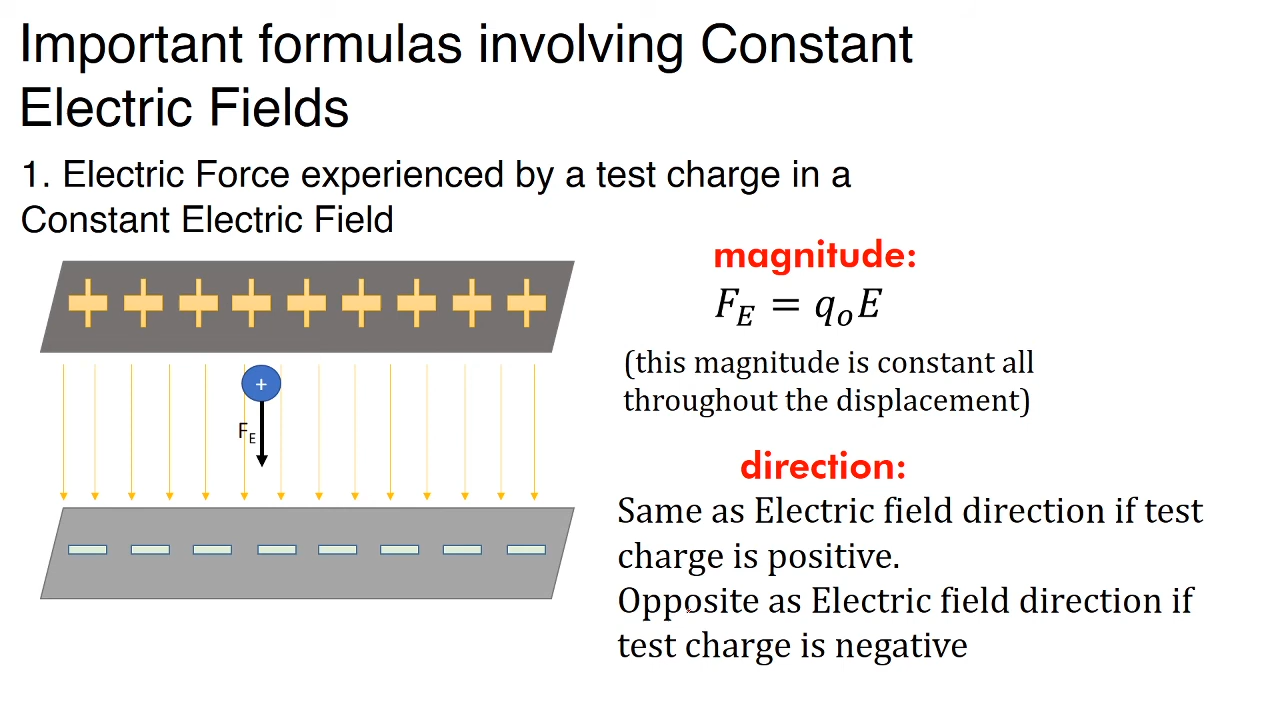 Important formulas involving Constant
Electric Fields
1. Electric Force experienced by a test charge in a
Constant Electric Field
+ + + + + + + + +
+
F_E
− − − − − − − −
magnitude:
F_E = q_o E
(this magnitude is constant all
throughout the displacement)
direction:
Same as Electric field direction if test
charge is positive.
Opposite as Electric field direction if
test charge is negative